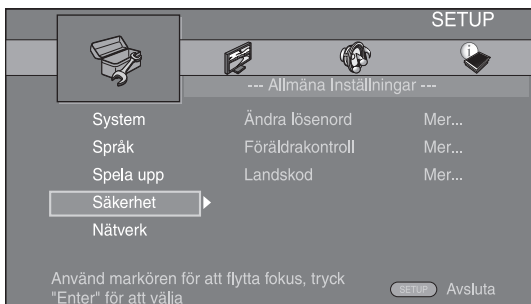 SETUP
--- Allmäna Inställningar ---
System
Ändra lösenord Mer...
Språk
Föräldrakontroll Mer...
Spela upp
Landskod Mer...
Säkerhet
Nätverk
Använd markören för att flytta fokus, tryck
"Enter" för att välja
SETUP Avsluta